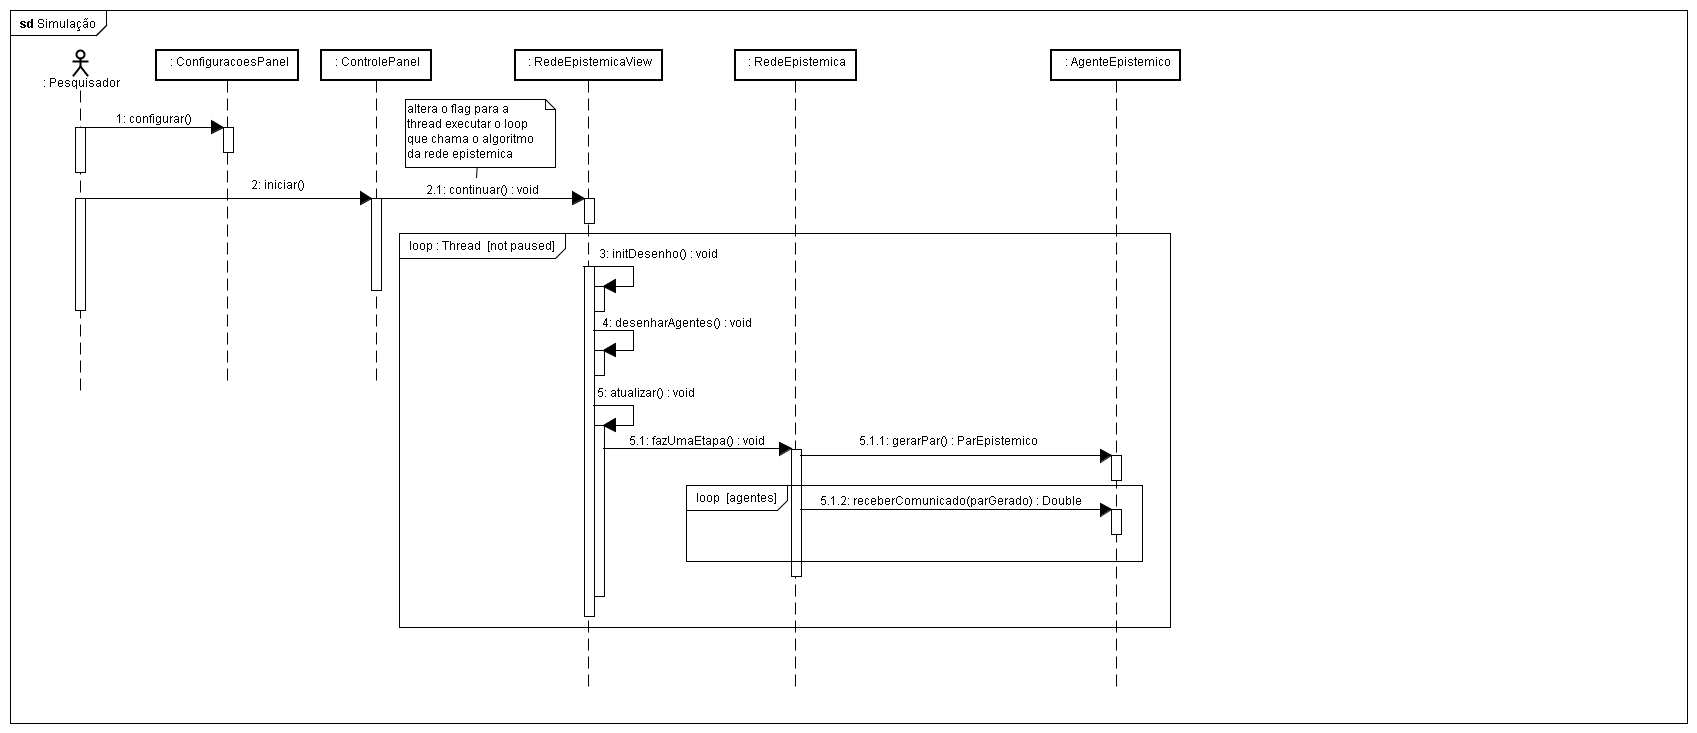 sd Simulação
: Pesquisador
: ConfiguracoesPanel
: ControlePanel
: RedeEpistemicaView
: RedeEpistemica
: AgenteEpistemico
altera o flag para a
thread executar o loop
que chama o algoritmo
da rede epistemica
1: configurar()
2: iniciar()
2.1: continuar() : void
loop : Thread [not paused]
3: initDesenho() : void
4: desenharAgentes() : void
5: atualizar() : void
5.1: fazUmaEtapa() : void
5.1.1: gerarPar() : ParEpistemico
loop [agentes]
5.1.2: receberComunicado(parGerado) : Double